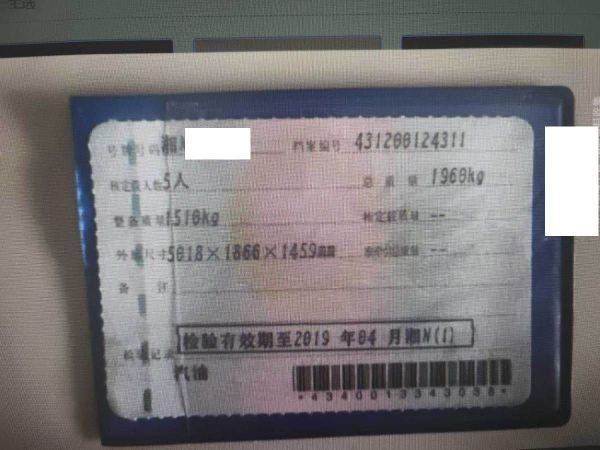 号牌号码 湘N 档案编号 431200124311
核定载人数 5人 总质量 1960kg
整备质量 1510kg 核定载质量 --
外廓尺寸 5018×1866×1459mm 准牵引总质量 --
备注
检验有效期至2019 年04 月湘N(1)
检验记录
汽油
*4340013343038*